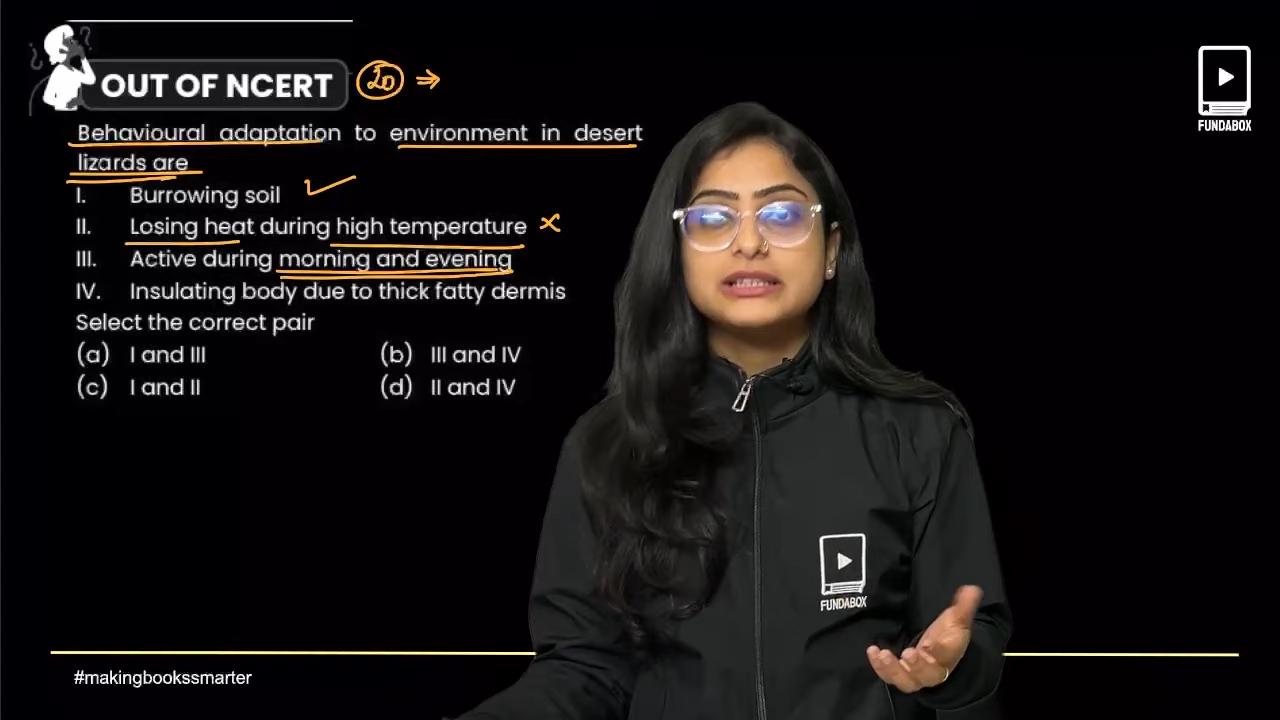 OUT OF NCERT
Behavioural adaptation to environment in desert
lizards are
I. Burrowing soil
II. Losing heat during high temperature
III. Active during morning and evening
IV. Insulating body due to thick fatty dermis
Select the correct pair
(a) I and III
(b) III and IV
(c) I and II
(d) II and IV
FUNDABOX
FUNDABOX
#makingbookssmarter